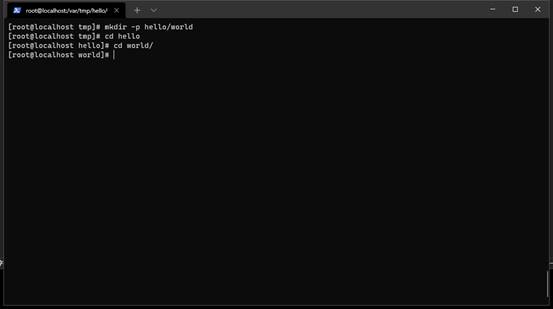 root@localhost:/var/tmp/hello/
[root@localhost tmp]# mkdir -p hello/world
[root@localhost tmp]# cd hello
[root@localhost hello]# cd world/
[root@localhost world]#